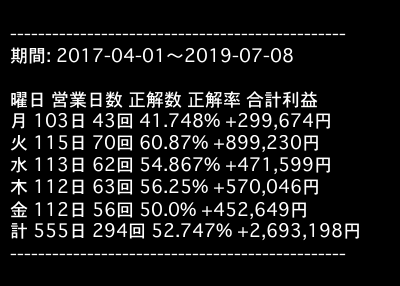 ------------------------------------------------
期間: 2017-04-01～2019-07-08
曜日 営業日数 正解数 正解率 合計利益
月 103日 43回 41.748% +299,674円
火 115日 70回 60.87% +899,230円
水 113日 62回 54.867% +471,599円
木 112日 63回 56.25% +570,046円
金 112日 56回 50.0% +452,649円
計 555日 294回 52.747% +2,693,198円
------------------------------------------------